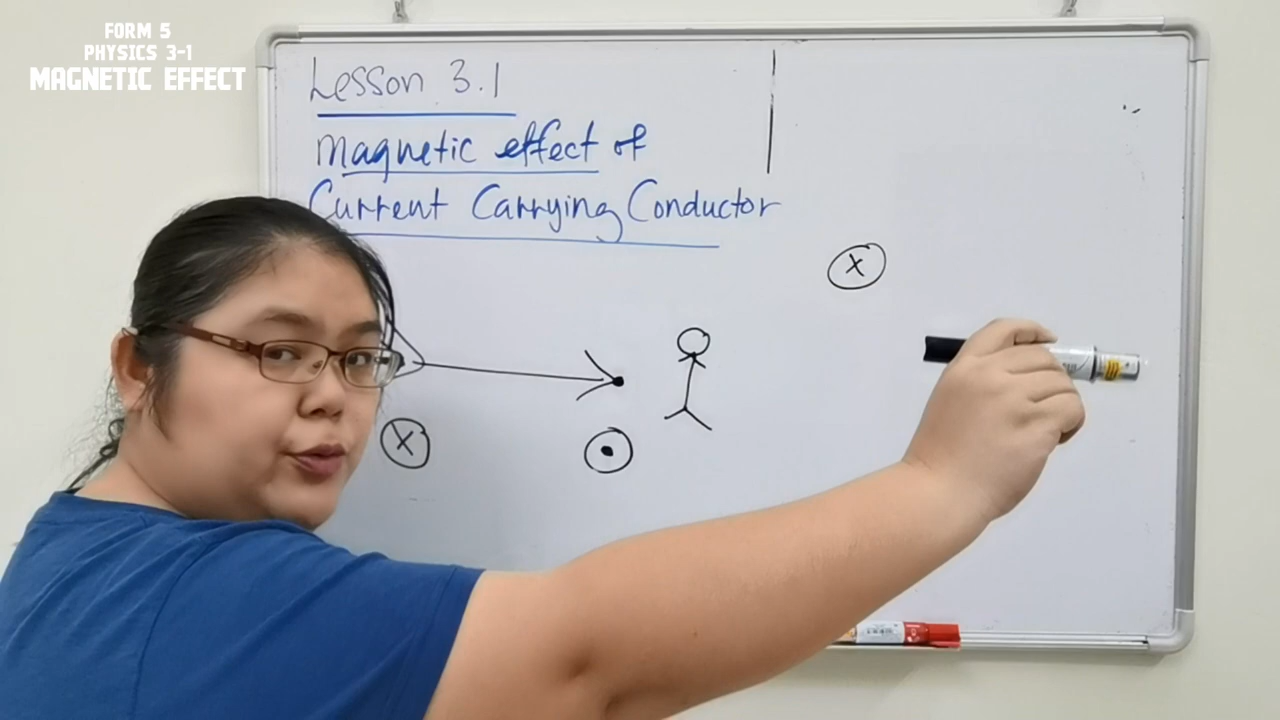 FORM 5
PHYSICS 3-1
MAGNETIC EFFECT
Lesson 3.1
Magnetic effect of
Current Carrying Conductor
X
X